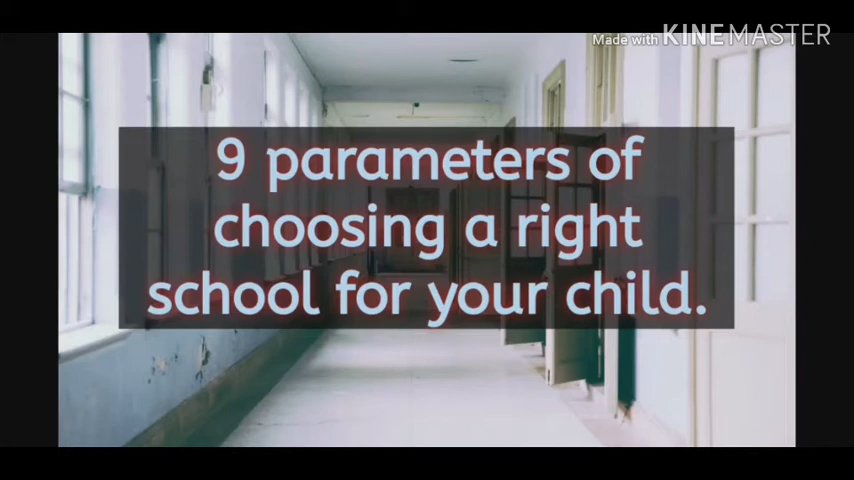 Made with KINEMASTER
9 parameters of
choosing a right
school for your child.